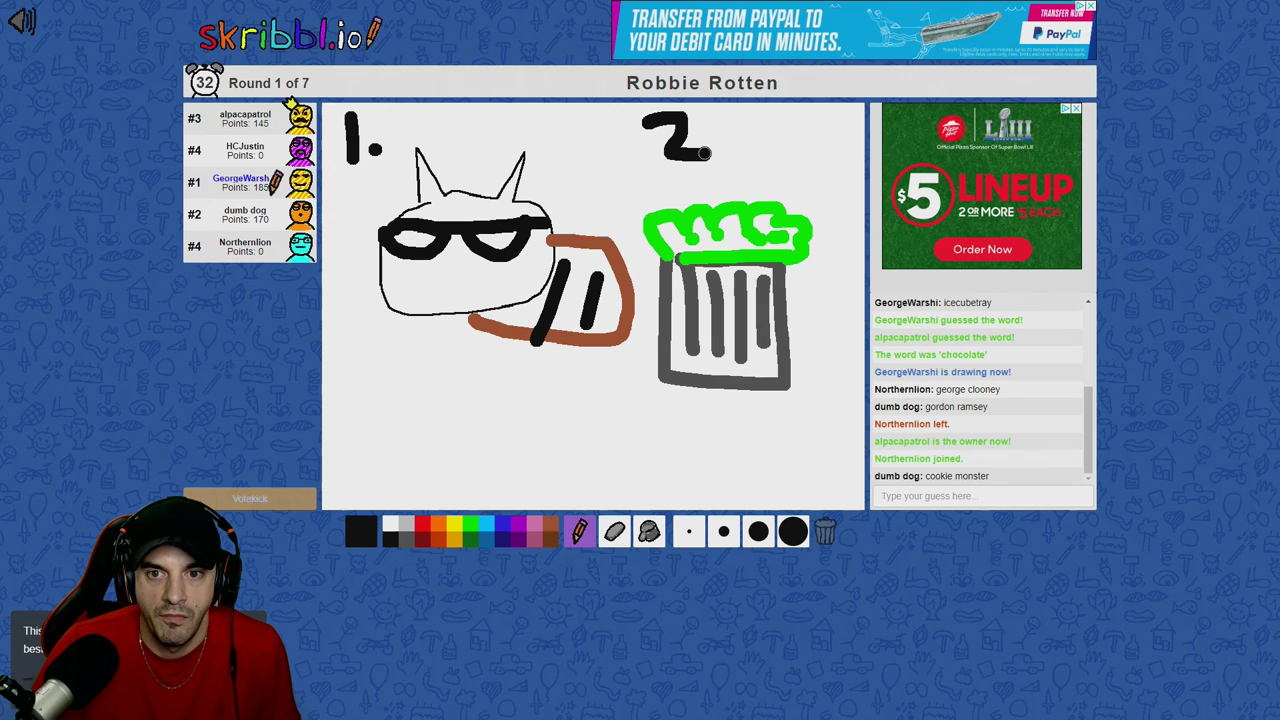 skribbl.io
TRANSFER FROM PAYPAL TO
YOUR DEBIT CARD IN MINUTES.
TRANSFER NOW
PayPal
32
Round 1 of 7
Robbie Rotten
#3
alpacapatrol
Points: 145
#4
HCJustin
Points: 0
#1
GeorgeWarsh
Points: 185
#2
dumb dog
Points: 170
#4
Northernlion
Points: 0
Votekick
1.
2
Pizza Hut
LIII
Official Pizza Sponsor Of Super Bowl LIII
$5 LINEUP
2 OR MORE $5 EACH
Order Now
GeorgeWarshi: icecubetray
GeorgeWarshi guessed the word!
alpacapatrol guessed the word!
The word was 'chocolate'
GeorgeWarshi is drawing now!
Northernlion: george clooney
dumb dog: gordon ramsey
Northernlion left.
alpacapatrol is the owner now!
Northernlion joined.
dumb dog: cookie monster
Type your guess here...
This
besi